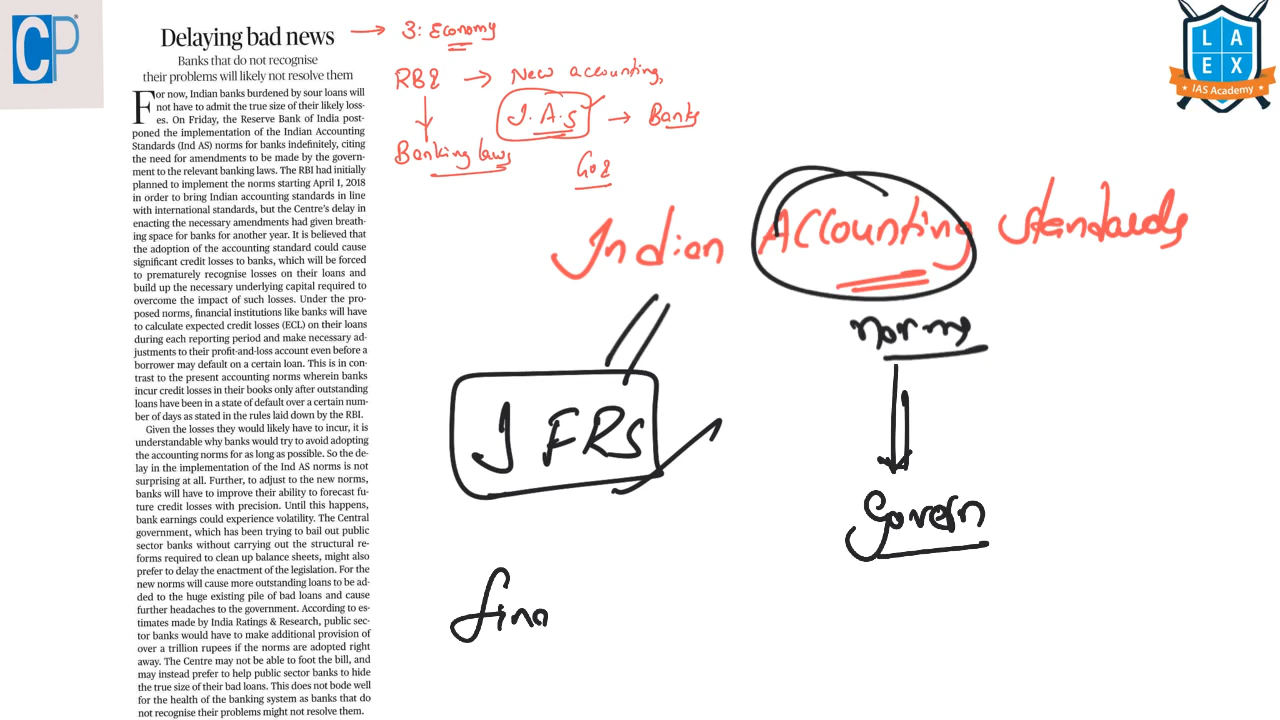 CP
Delaying bad news
Banks that do not recognise
their problems will likely not resolve them
For now, Indian banks burdened by sour loans will
not have to admit the true size of their likely loss-
es. On Friday, the Reserve Bank of India post-
poned the implementation of the Indian Accounting
Standards (Ind AS) norms for banks indefinitely, citing
the need for amendments to be made by the govern-
ment to the relevant banking laws. The RBI had initially
planned to implement the norms starting April 1, 2018
in order to bring Indian accounting standards in line
with international standards, but the Centre's delay in
enacting the necessary amendments had given breath-
ing space for banks for another year. It is believed that
the adoption of the accounting standard could cause
significant credit losses to banks, which will be forced
to prematurely recognise losses on their loans and
build up the necessary underlying capital required to
overcome the impact of such losses. Under the pro-
posed norms, financial institutions like banks will have
to calculate expected credit losses (ECL) on their loans
during each reporting period and make necessary ad-
justments to their profit-and-loss account even before a
borrower may default on a certain loan. This is in con-
trast to the present accounting norms wherein banks
incur credit losses in their books only after outstanding
loans have been in a state of default over a certain num-
ber of days as stated in the rules laid down by the RBI.
Given the losses they would likely have to incur, it is
understandable why banks would try to avoid adopting
the accounting norms for as long as possible. So the de-
lay in the implementation of the Ind AS norms is not
surprising at all. Further, to adjust to the new norms,
banks will have to improve their ability to forecast fu-
ture credit losses with precision. Until this happens,
bank earnings could experience volatility. The Central
government, which has been trying to bail out public
sector banks without carrying out the structural re-
forms required to clean up balance sheets, might also
prefer to delay the enactment of the legislation. For the
new norms will cause more outstanding loans to be ad-
ded to the huge existing pile of bad loans and cause
further headaches to the government. According to es-
timates made by India Ratings & Research, public sec-
tor banks would have to make additional provision of
over a trillion rupees if the norms are adopted right
away. The Centre may not be able to foot the bill, and
may instead prefer to help public sector banks to hide
the true size of their bad loans. This does not bode well
for the health of the banking system as banks that do
not recognise their problems might not resolve them.
→ 3: Economy
RBI → New accounting,
I.A.S → Banks
Banking laws
GoI
Indian Accounting Standards
norms
IFRS
Govern
fina
LA
EX
IAS Academy